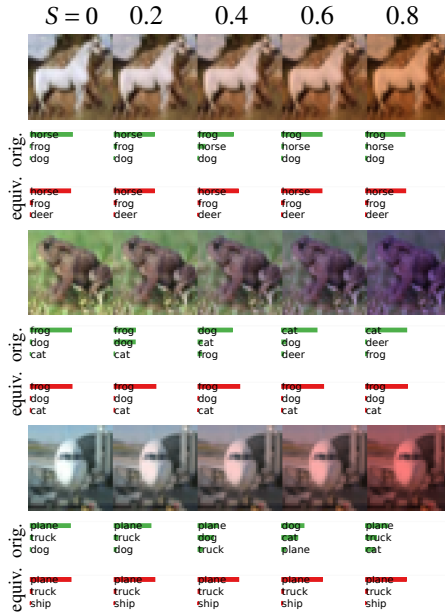 S = 0 0.2 0.4 0.6 0.8
orig.
horse horse frog frog frog
frog frog horse horse horse
dog dog dog dog dog
equiv.
horse horse horse horse horse
frog frog frog frog frog
deer deer deer deer deer
orig.
frog frog dog cat cat
dog dog cat dog deer
cat cat frog deer frog
equiv.
frog frog frog frog frog
dog dog dog dog dog
cat cat cat cat cat
orig.
plane plane plane dog plane
truck truck dog cat truck
dog dog truck plane cat
equiv.
plane plane plane plane plane
truck truck truck truck truck
ship ship ship ship ship